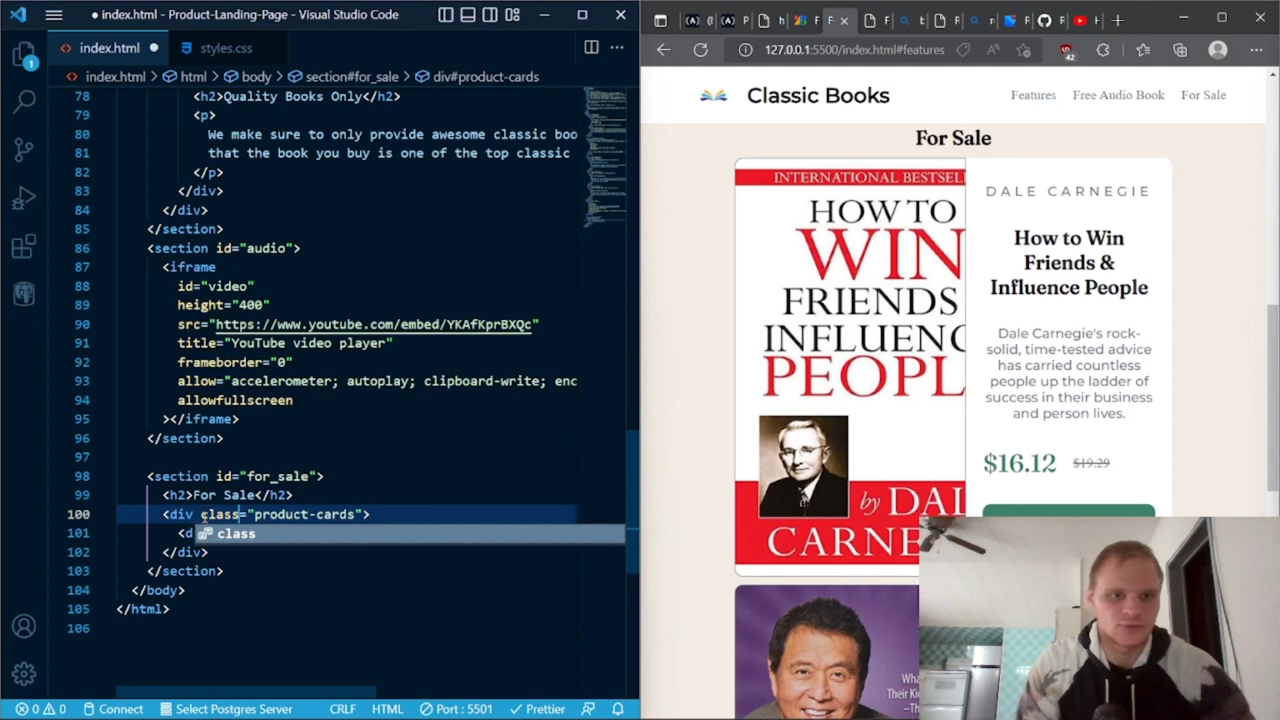 index.html - Product-Landing-Page - Visual Studio Code
index.html
styles.css
index.html > html > body > section#for_sale > div#product-cards
78 <h2>Quality Books Only</h2>
79 <p>
80 We make sure to only provide awesome classic boo
81 that the book you buy is one of the top classic
82 </p>
83 </div>
84 </div>
85 </section>
86 <section id="audio">
87 <iframe
88 id="video"
89 height="400"
90 src="https://www.youtube.com/embed/YKAfKprBXQc"
91 title="YouTube video player"
92 frameborder="0"
93 allow="accelerometer; autoplay; clipboard-write; enc
94 allowfullscreen
95 ></iframe>
96 </section>
97
98 <section id="for_sale">
99 <h2>For Sale</h2>
100 <div class="product-cards">
101 <d
class
102 </div>
103 </section>
104 </body>
105 </html>
106
1
0 0 Connect Select Postgres Server CRLF HTML Port : 5501 Prettier
127.0.0.1:5500/index.html#features
42
Classic Books
Features Free Audio Book For Sale
For Sale
INTERNATIONAL BESTSEL
HOW TO
WIN
FRIENDS
INFLUENC
PEOPL
by DAL
CARNE
DALE CARNEGIE
How to Win
Friends &
Influence People
Dale Carnegie's rock-
solid, time-tested advice
has carried countless
people up the ladder of
success in their business
and person lives.
$16.12 $19.29
What
Their Ki